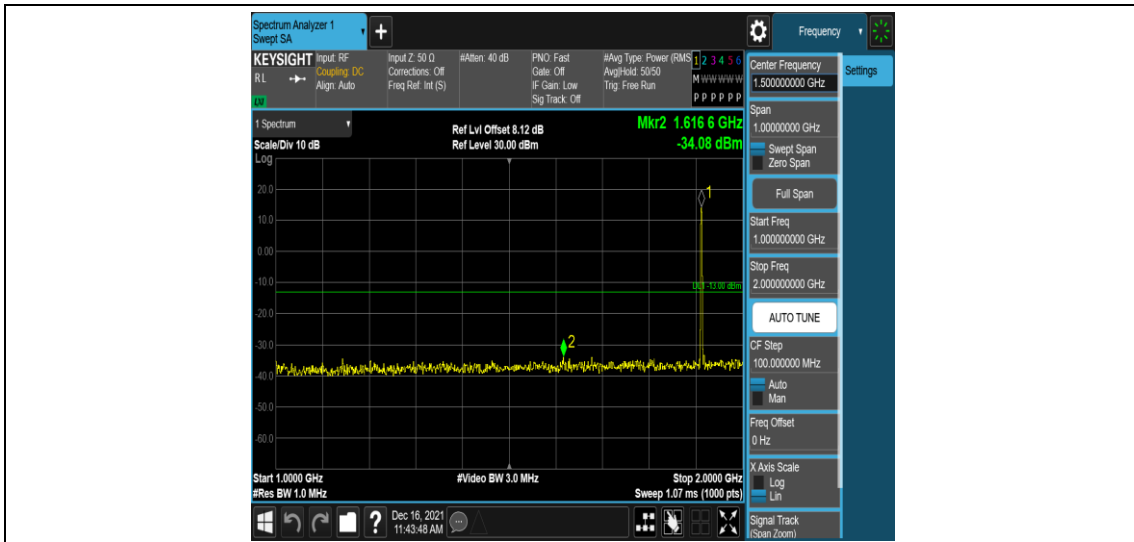 Spectrum Analyzer 1
Swept SA
+
Frequency
KEYSIGHT
RL
LXI
Input: RF
Coupling: DC
Align: Auto
Input Z: 50 Ω
Corrections: Off
Freq Ref: Int (S)
#Atten: 40 dB
PNO: Fast
Gate: Off
IF Gain: Low
Sig Track: Off
#Avg Type: Power (RMS
Avg|Hold: 50/50
Trig: Free Run
1 2 3 4 5 6
M W W W W W
P P P P P P
1 Spectrum
Scale/Div 10 dB
Log
Ref Lvl Offset 8.12 dB
Ref Level 30.00 dBm
Mkr2 1.616 6 GHz
-34.08 dBm
20.0
10.0
0.00
-10.0
-20.0
-30.0
-40.0
-50.0
-60.0
1
DL1 -13.00 dBm
2
Start 1.0000 GHz
#Res BW 1.0 MHz
#Video BW 3.0 MHz
Stop 2.0000 GHz
Sweep 1.07 ms (1000 pts)
?
Dec 16, 2021
11:43:48 AM
Center Frequency
1.500000000 GHz
Settings
Span
1.00000000 GHz
Swept Span
Zero Span
Full Span
Start Freq
1.000000000 GHz
Stop Freq
2.000000000 GHz
AUTO TUNE
CF Step
100.000000 MHz
Auto
Man
Freq Offset
0 Hz
X Axis Scale
Log
Lin
Signal Track
(Span Zoom)